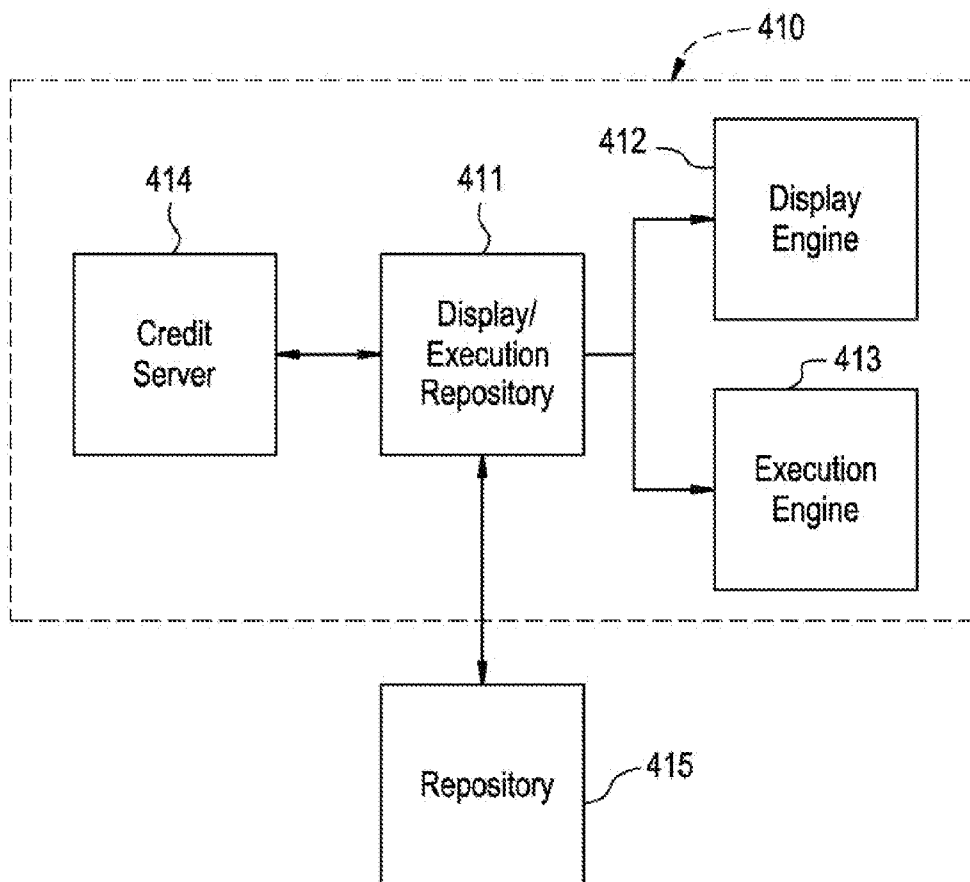 410
412
Display
Engine
414
411
Credit
Server
Display/
Execution
Repository
413
Execution
Engine
Repository
415